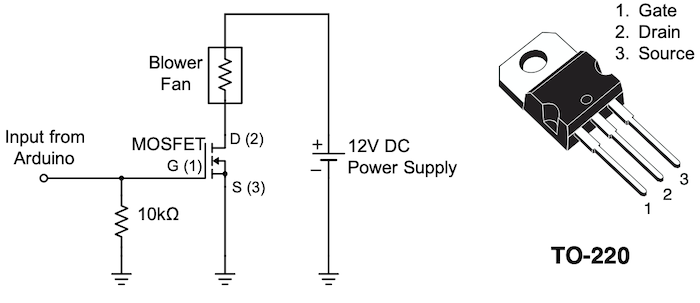 Blower
Fan
Input from
Arduino
MOSFET
D (2)
G (1)
S (3)
10kΩ
+
12V DC
Power Supply
−
1. Gate
2. Drain
3. Source
1
2
3
TO-220